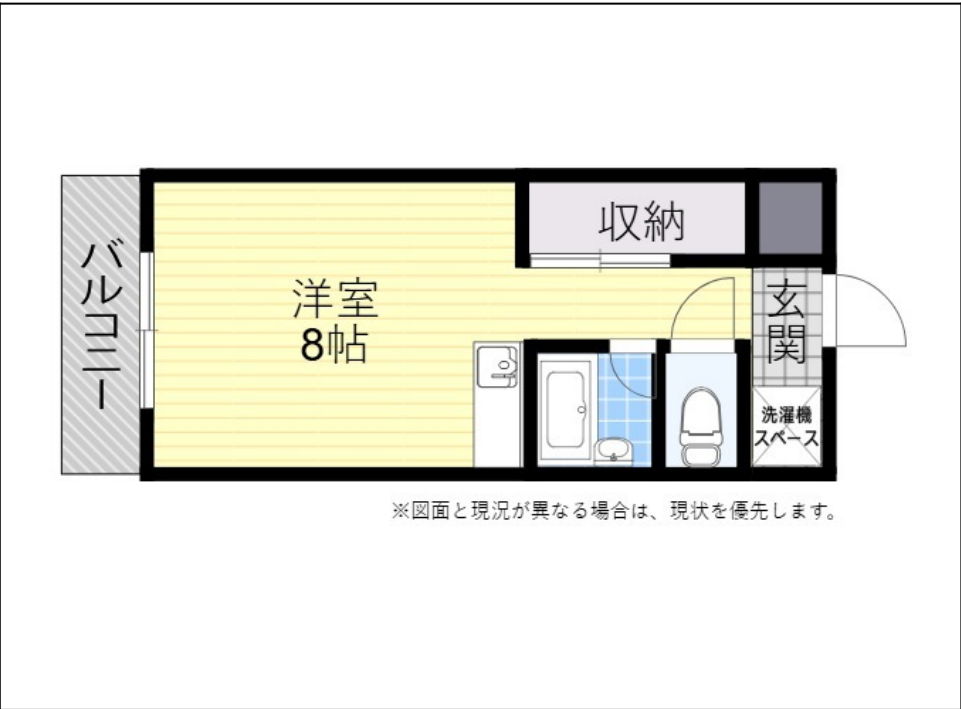 収納
バルコニー
洋室
8帖
玄関
洗濯機
スペース
※図面と現況が異なる場合は、現状を優先します。